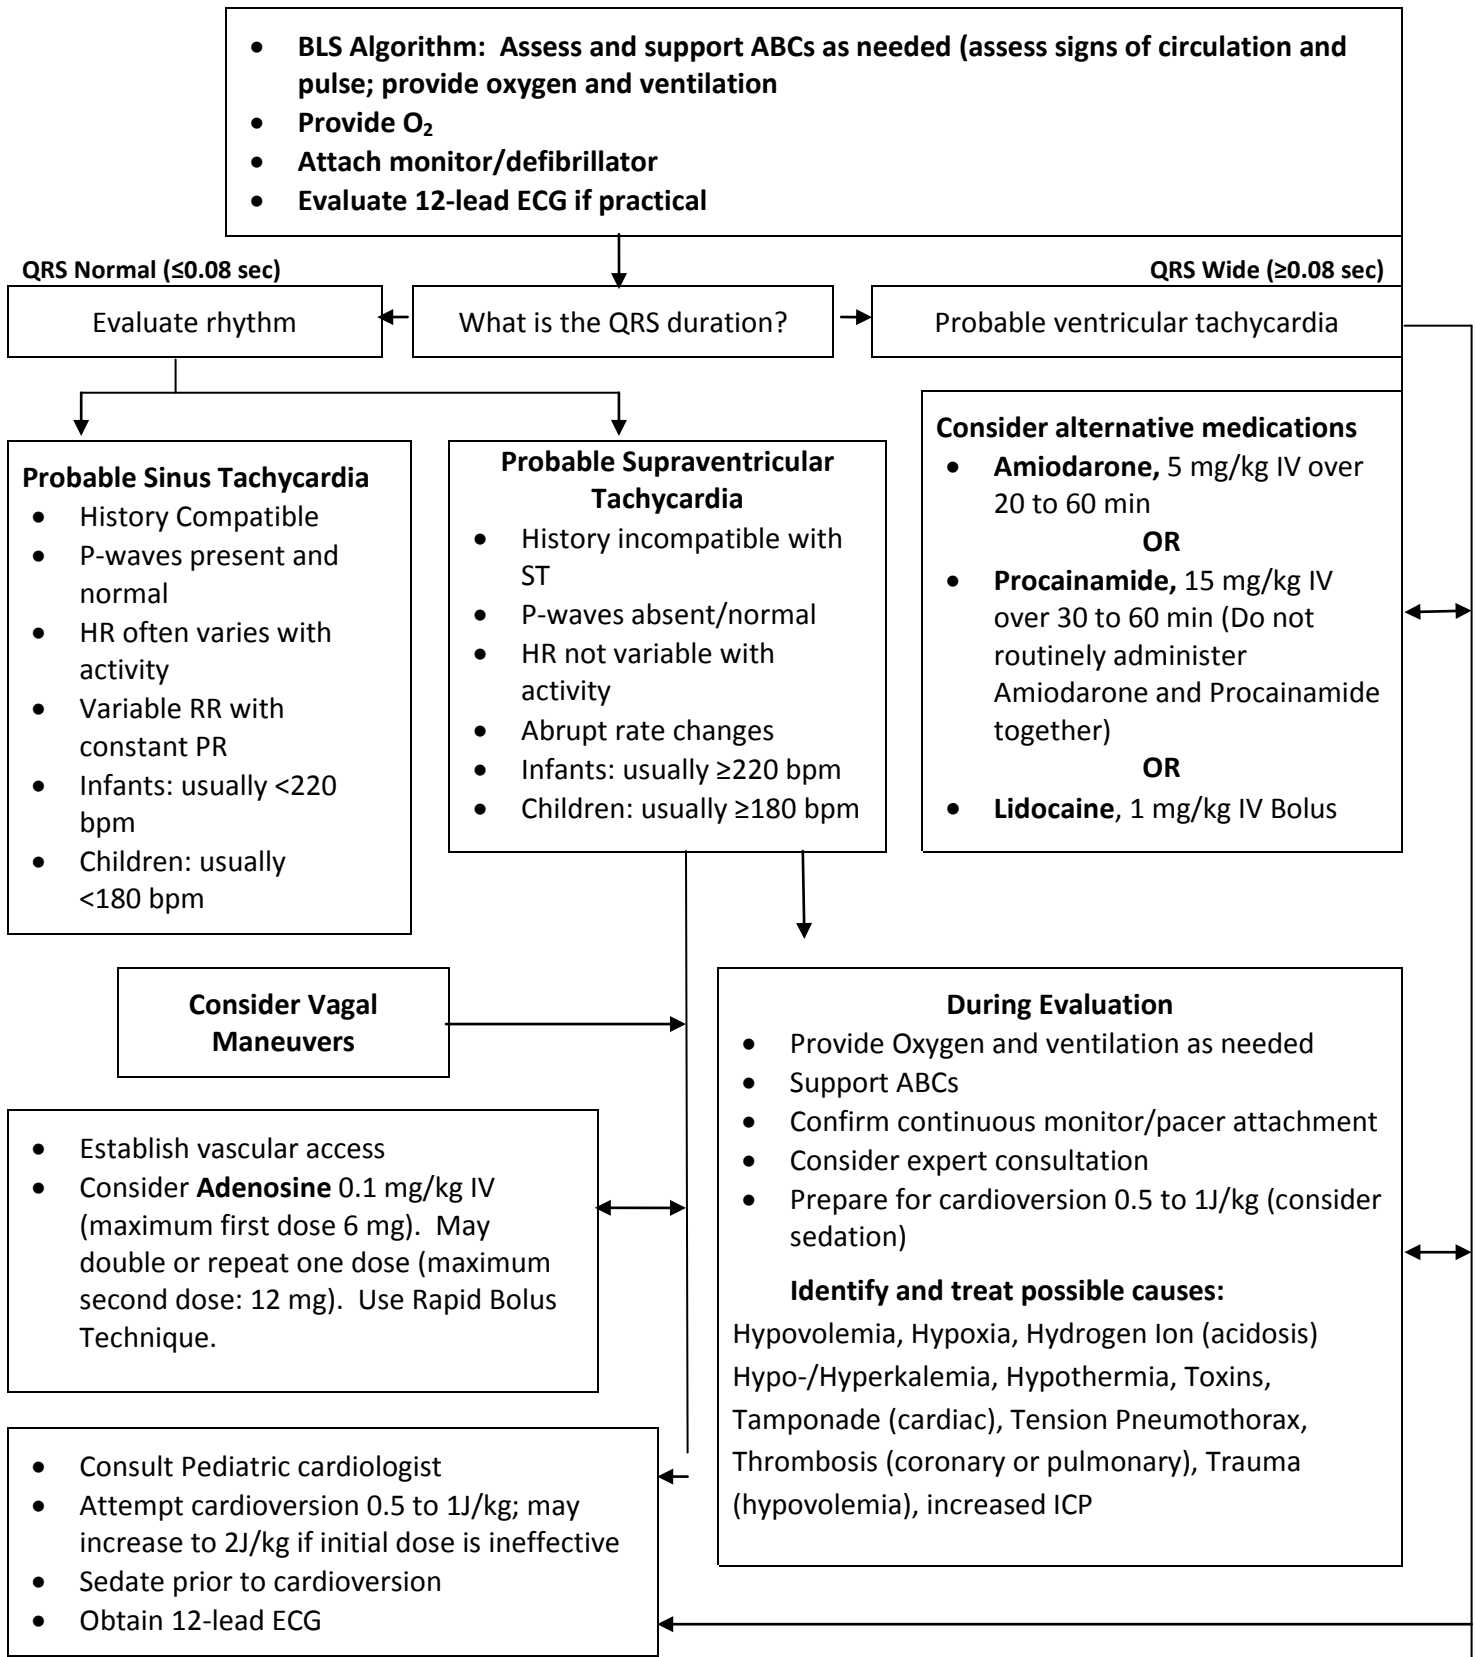 • BLS Algorithm: Assess and support ABCs as needed (assess signs of circulation and
pulse; provide oxygen and ventilation
• Provide O₂
• Attach monitor/defibrillator
• Evaluate 12-lead ECG if practical
QRS Normal (≤0.08 sec)
QRS Wide (≥0.08 sec)
Evaluate rhythm
What is the QRS duration?
Probable ventricular tachycardia
Probable Sinus Tachycardia
• History Compatible
• P-waves present and
normal
• HR often varies with
activity
• Variable RR with
constant PR
• Infants: usually <220
bpm
• Children: usually
<180 bpm
Probable Supraventricular
Tachycardia
• History incompatible with
ST
• P-waves absent/normal
• HR not variable with
activity
• Abrupt rate changes
• Infants: usually ≥220 bpm
• Children: usually ≥180 bpm
Consider alternative medications
• Amiodarone, 5 mg/kg IV over
20 to 60 min
OR
• Procainamide, 15 mg/kg IV
over 30 to 60 min (Do not
routinely administer
Amiodarone and Procainamide
together)
OR
• Lidocaine, 1 mg/kg IV Bolus
Consider Vagal
Maneuvers
• Establish vascular access
• Consider Adenosine 0.1 mg/kg IV
(maximum first dose 6 mg). May
double or repeat one dose (maximum
second dose: 12 mg). Use Rapid Bolus
Technique.
• Consult Pediatric cardiologist
• Attempt cardioversion 0.5 to 1J/kg; may
increase to 2J/kg if initial dose is ineffective
• Sedate prior to cardioversion
• Obtain 12-lead ECG
During Evaluation
• Provide Oxygen and ventilation as needed
• Support ABCs
• Confirm continuous monitor/pacer attachment
• Consider expert consultation
• Prepare for cardioversion 0.5 to 1J/kg (consider
sedation)
Identify and treat possible causes:
Hypovolemia, Hypoxia, Hydrogen Ion (acidosis)
Hypo-/Hyperkalemia, Hypothermia, Toxins,
Tamponade (cardiac), Tension Pneumothorax,
Thrombosis (coronary or pulmonary), Trauma
(hypovolemia), increased ICP